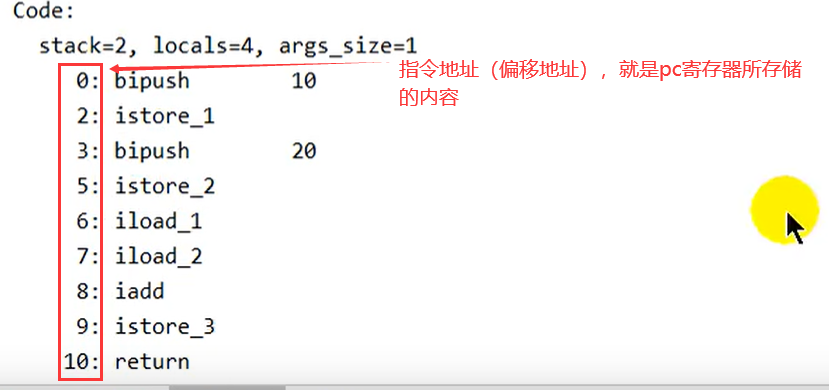 Code:
stack=2, locals=4, args_size=1
指令地址（偏移地址），就是pc寄存器所存储
的内容
0: bipush 10
2: istore_1
3: bipush 20
5: istore_2
6: iload_1
7: iload_2
8: iadd
9: istore_3
10: return